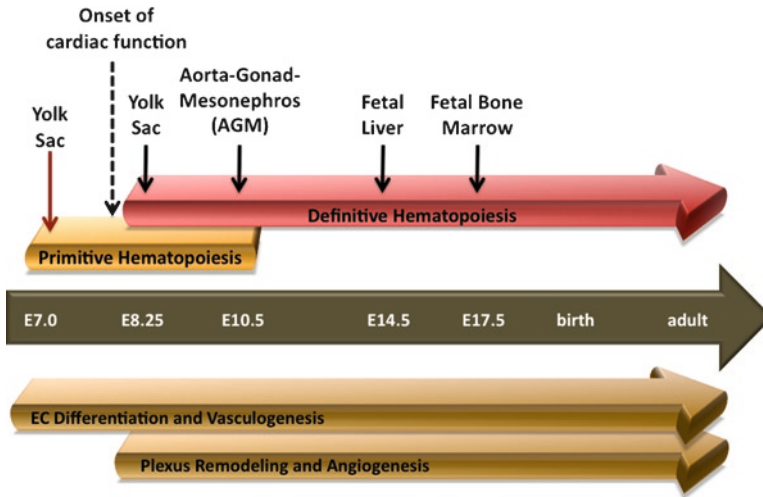 Onset of
cardiac function
Yolk
Sac
Yolk
Sac
Aorta-Gonad-
Mesonephros
(AGM)
Fetal
Liver
Fetal Bone
Marrow
Definitive Hematopoiesis
Primitive Hematopoiesis
E7.0 E8.25 E10.5 E14.5 E17.5 birth adult
EC Differentiation and Vasculogenesis
Plexus Remodeling and Angiogenesis